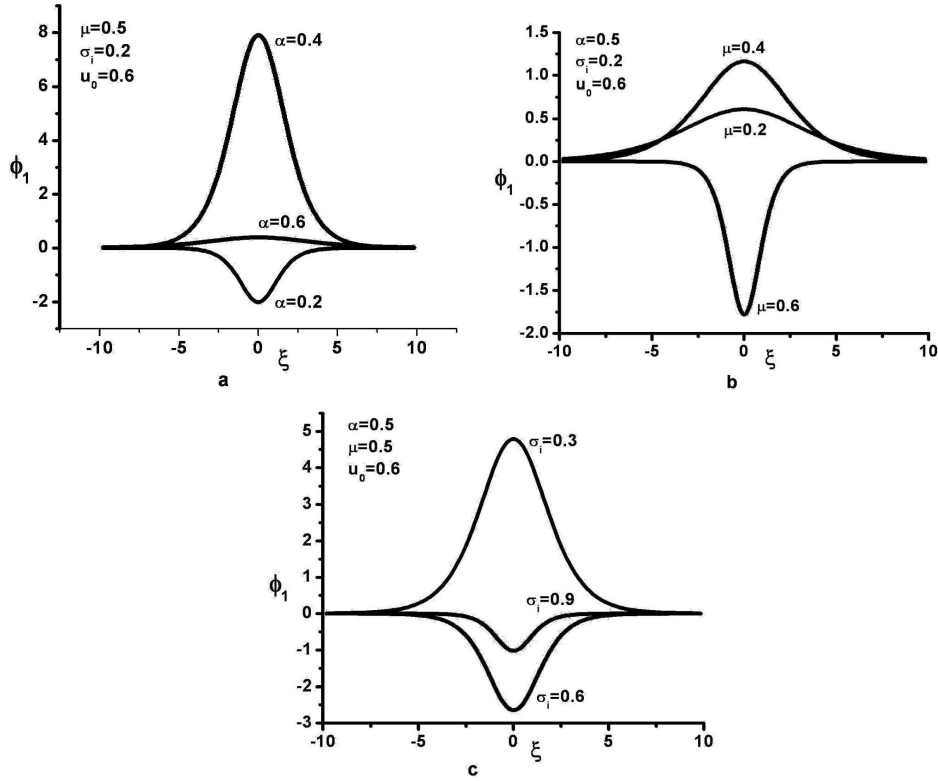 μ=0.5
σi=0.2
u0=0.6
α=0.4
α=0.6
α=0.2
ϕ1
8
6
4
2
0
-2
-10 -5 0 5 10
ξ
a
α=0.5
σi=0.2
u0=0.6
μ=0.4
μ=0.2
μ=0.6
ϕ1
1.5
1.0
0.5
0.0
-0.5
-1.0
-1.5
-2.0
-10 -5 0 5 10
ξ
b
α=0.5
μ=0.5
u0=0.6
σi=0.3
σi=0.9
σi=0.6
ϕ1
5
4
3
2
1
0
-1
-2
-3
-10 -5 0 5 10
ξ
c